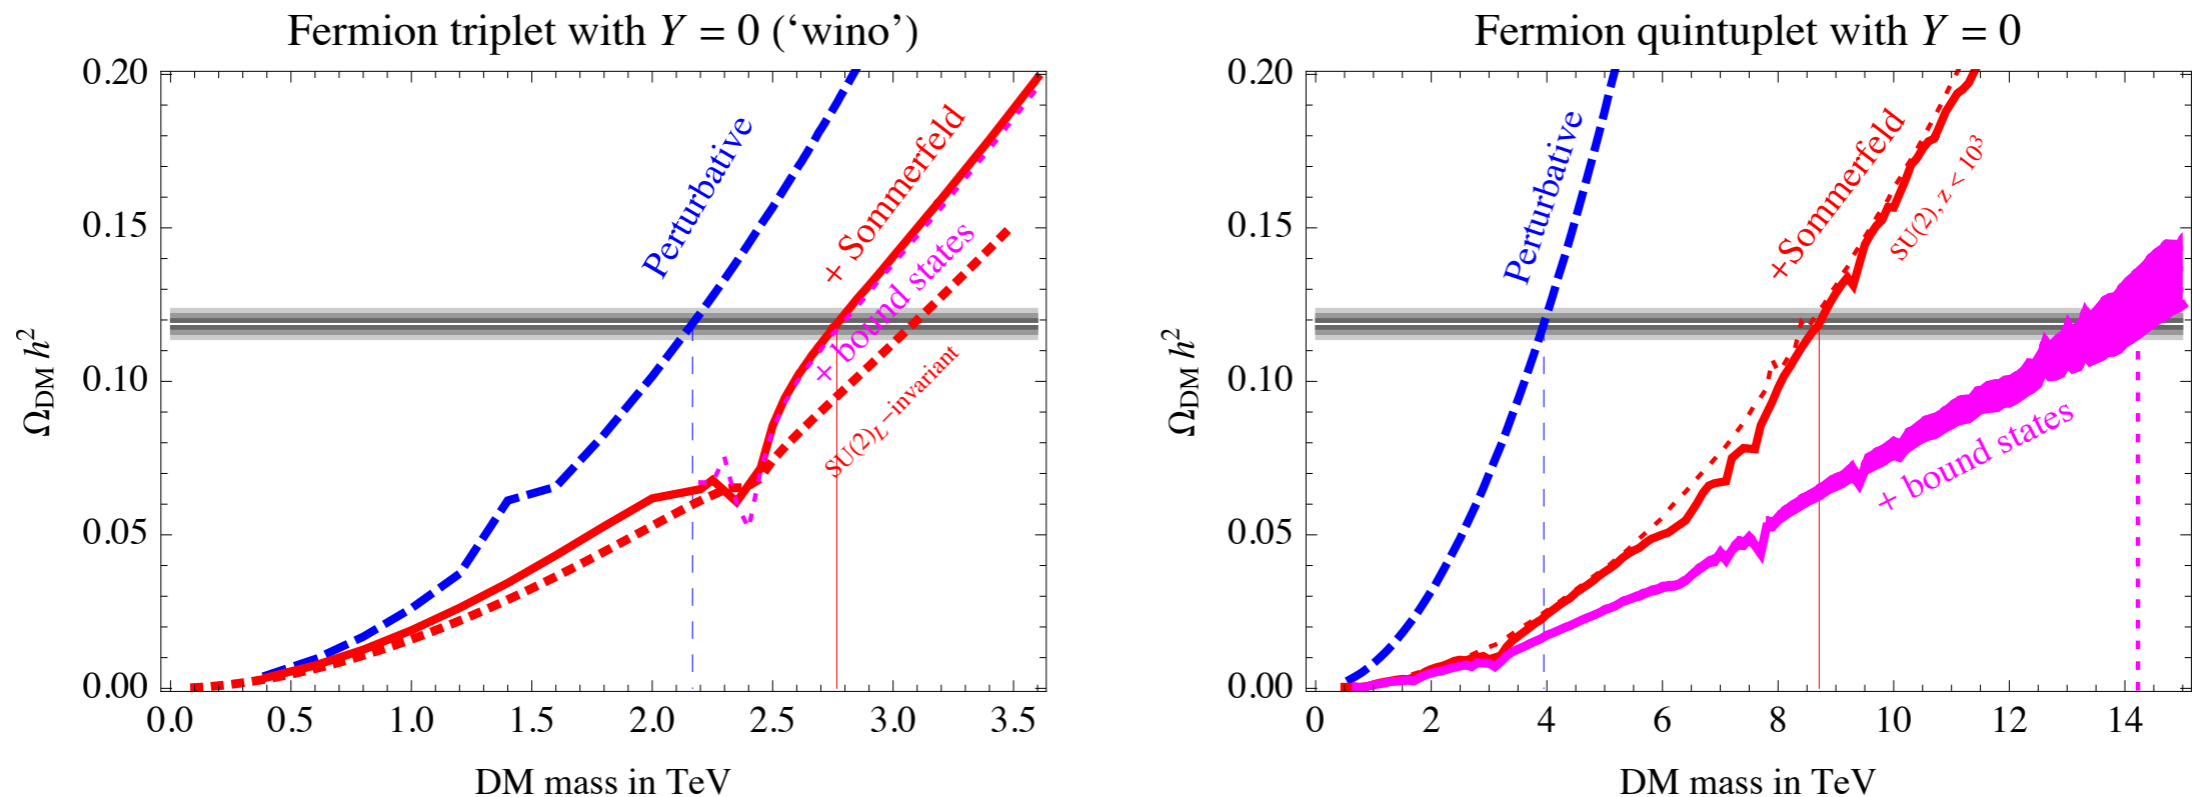 Fermion triplet with Y = 0 (‘wino’)
0.20
0.15
0.10
0.05
0.00
Ω_DM h²
Perturbative
+ Sommerfeld
+ bound states
SU(2)_L−invariant
0.0 0.5 1.0 1.5 2.0 2.5 3.0 3.5
DM mass in TeV
Fermion quintuplet with Y = 0
0.20
0.15
0.10
0.05
0.00
Ω_DM h²
Perturbative
+Sommerfeld
SU(2), z < 10³
+ bound states
0 2 4 6 8 10 12 14
DM mass in TeV